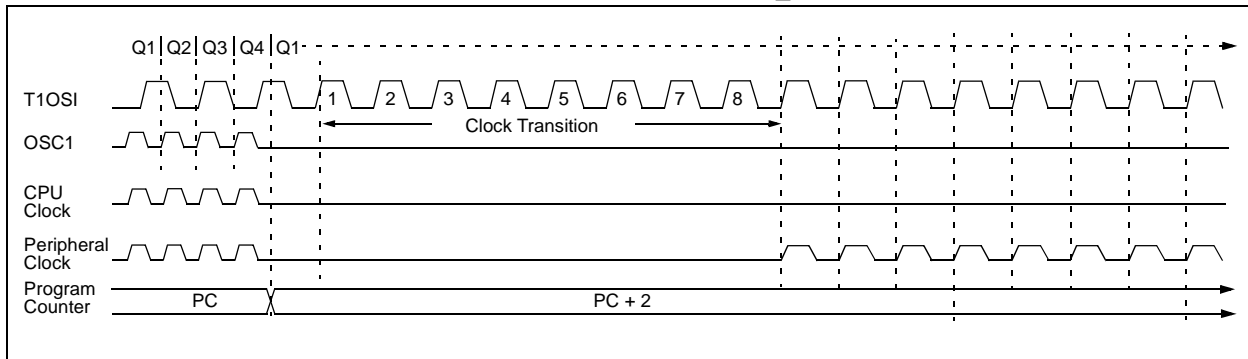 Q1 Q2 Q3 Q4 Q1
T1OSI
1 2 3 4 5 6 7 8
Clock Transition
OSC1
CPU
Clock
Peripheral
Clock
Program
Counter
PC
PC + 2